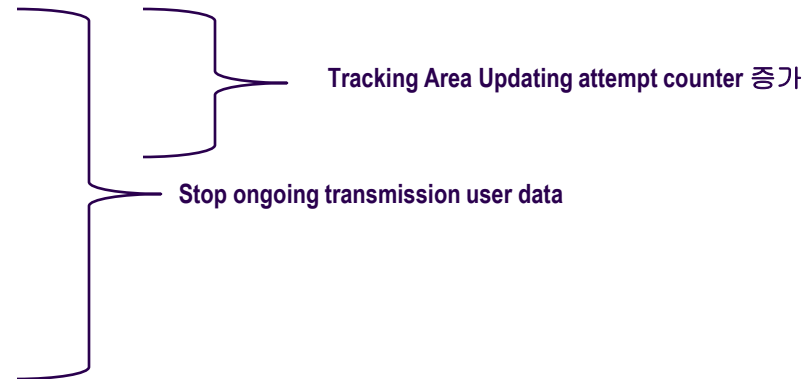 Tracking Area Updating attempt counter 증가
Stop ongoing transmission user data